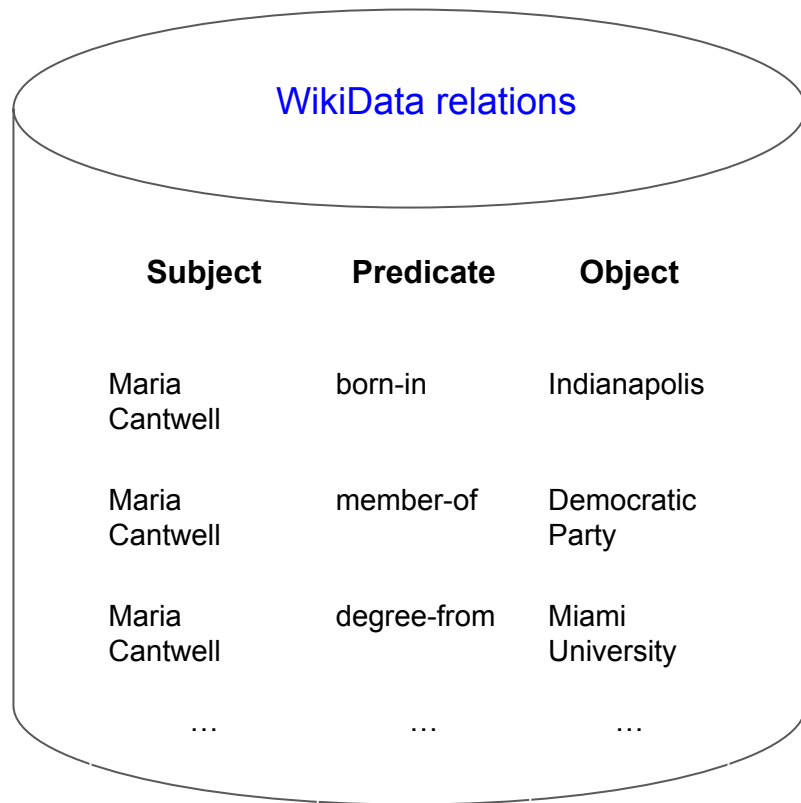 WikiData relations
Subject Predicate Object
Maria born-in Indianapolis
Cantwell
Maria member-of Democratic
Cantwell Party
Maria degree-from Miami
Cantwell University
… … …